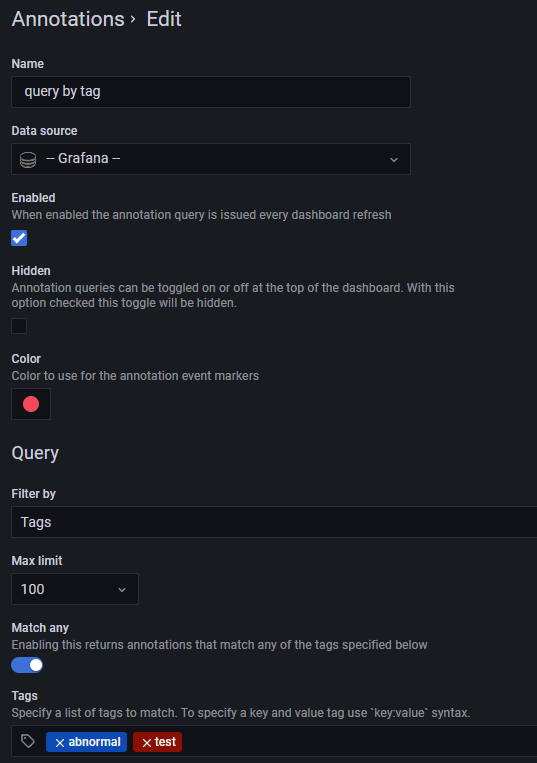 Annotations › Edit
Name
query by tag
Data source
-- Grafana --
Enabled
When enabled the annotation query is issued every dashboard refresh
Hidden
Annotation queries can be toggled on or off at the top of the dashboard. With this
option checked this toggle will be hidden.
Color
Color to use for the annotation event markers
Query
Filter by
Tags
Max limit
100
Match any
Enabling this returns annotations that match any of the tags specified below
Tags
Specify a list of tags to match. To specify a key and value tag use `key:value` syntax.
abnormal test